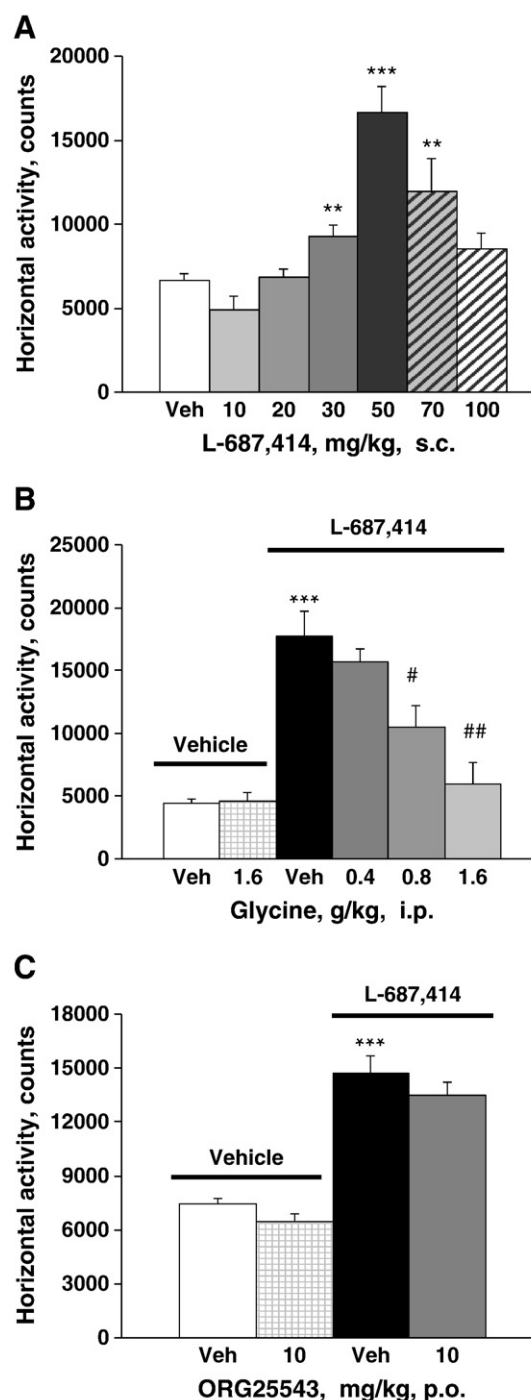 A
Horizontal activity, counts
20000
15000
10000
5000
0
**
***
**
Veh 10 20 30 50 70 100
L-687,414, mg/kg, s.c.
B
L-687,414
Horizontal activity, counts
25000
20000
15000
10000
5000
0
Vehicle
***
#
##
Veh 1.6 Veh 0.4 0.8 1.6
Glycine, g/kg, i.p.
C
L-687,414
Horizontal activity, counts
18000
15000
12000
9000
6000
3000
0
Vehicle
***
Veh 10 Veh 10
ORG25543, mg/kg, p.o.